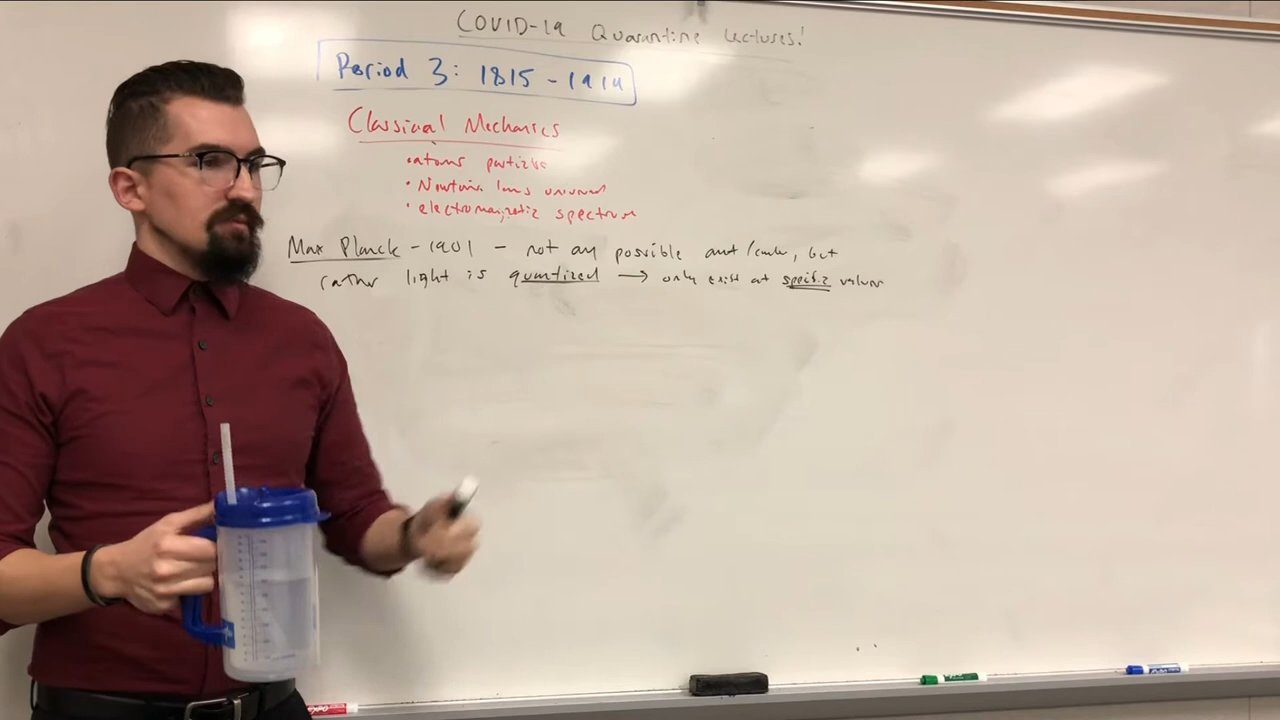 COVID-19 Quarantine Lectures!
Period 3: 1815-1914
Classical Mechanics
• atoms particles
• Newton's laws universal
• electromagnetic spectrum
Max Planck - 1901 - not any possible amt/color, but
rather light is quantized → only exist at specific values